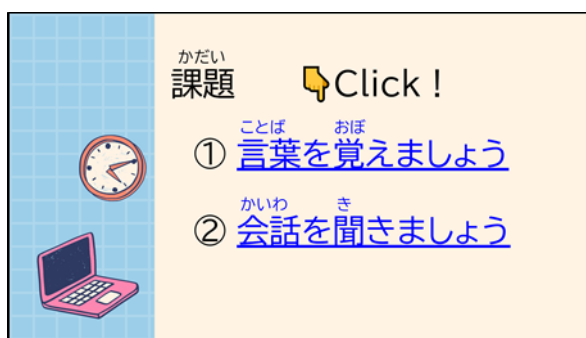 かだい
課題 👇Click！
ことば おぼ
① 言葉を覚えましょう
かいわ き
② 会話を聞きましょう